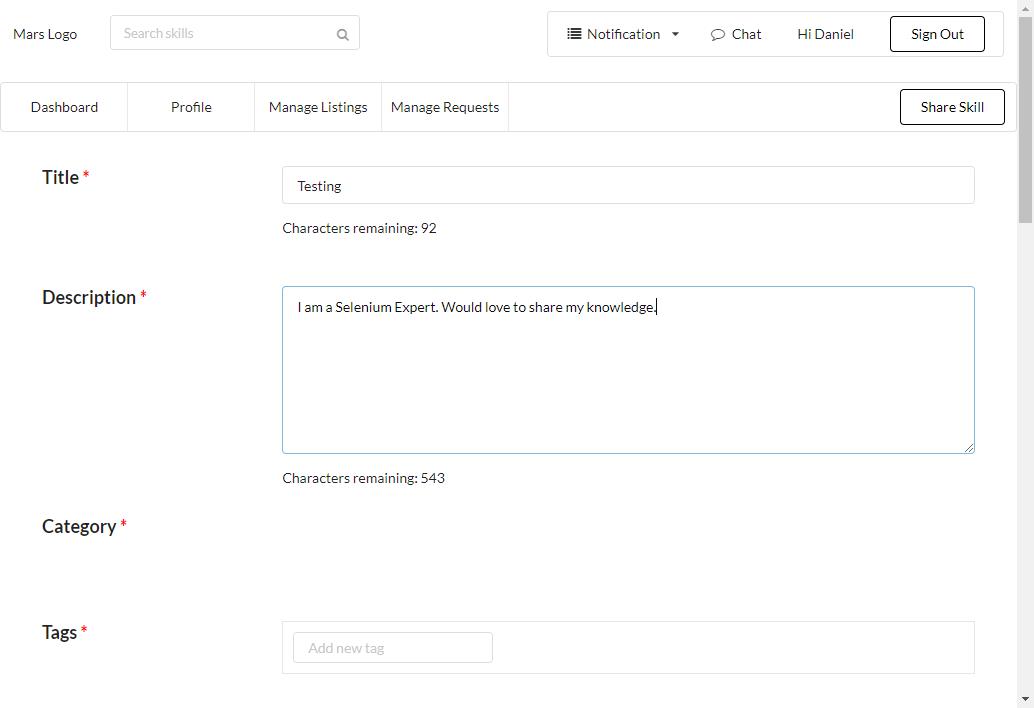 Mars Logo
Search skills
Notification
Chat
Hi Daniel
Sign Out
Dashboard
Profile
Manage Listings
Manage Requests
Share Skill
Title *
Testing
Characters remaining: 92
Description *
I am a Selenium Expert. Would love to share my knowledge.
Characters remaining: 543
Category *
Tags *
Add new tag